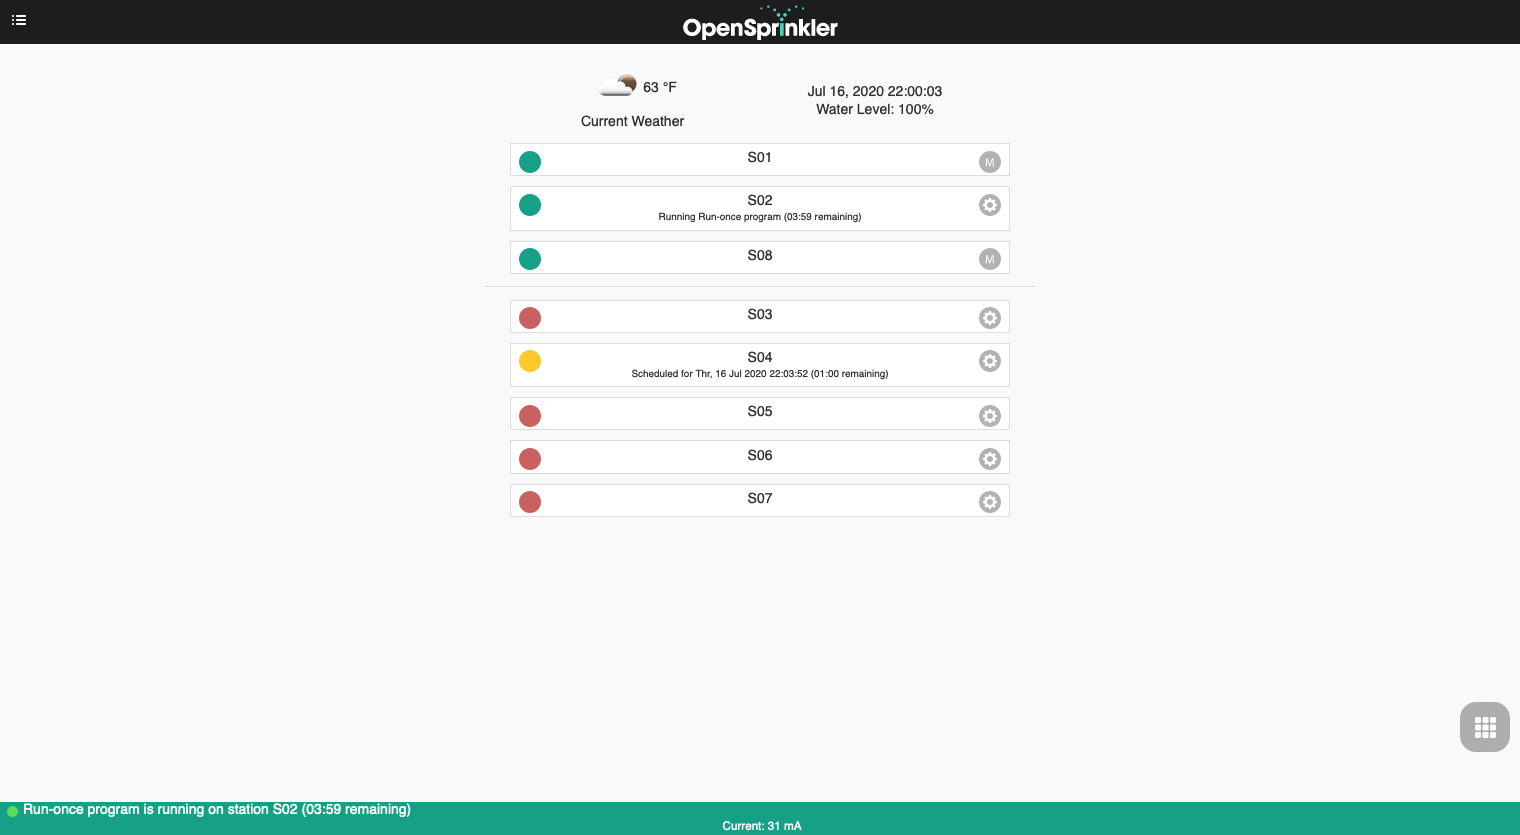 OpenSprinkler
63 °F
Current Weather
Jul 16, 2020 22:00:03
Water Level: 100%
S01
M
S02
Running Run-once program (03:59 remaining)
S08
M
S03
S04
Scheduled for Thr, 16 Jul 2020 22:03:52 (01:00 remaining)
S05
S06
S07
Run-once program is running on station S02 (03:59 remaining)
Current: 31 mA